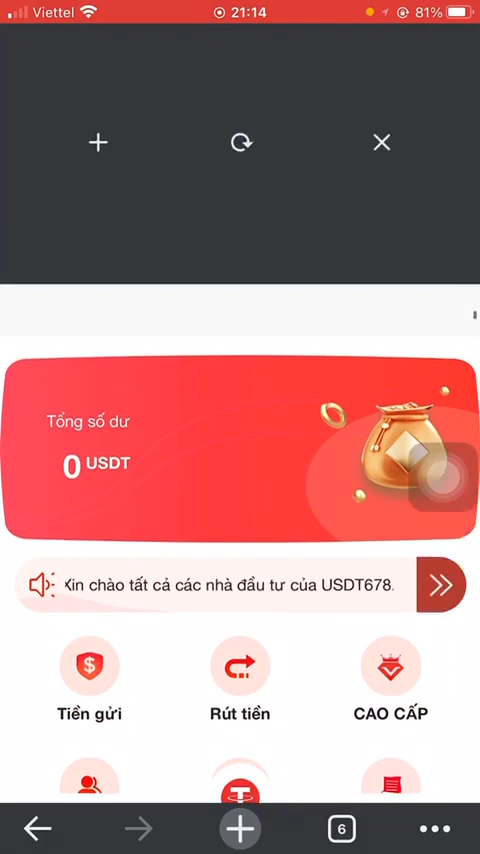 Viettel 21:14 81%
Tổng số dư
0 USDT
Xin chào tất cả các nhà đầu tư của USDT678.
Tiền gửi Rút tiền CAO CẤP
6